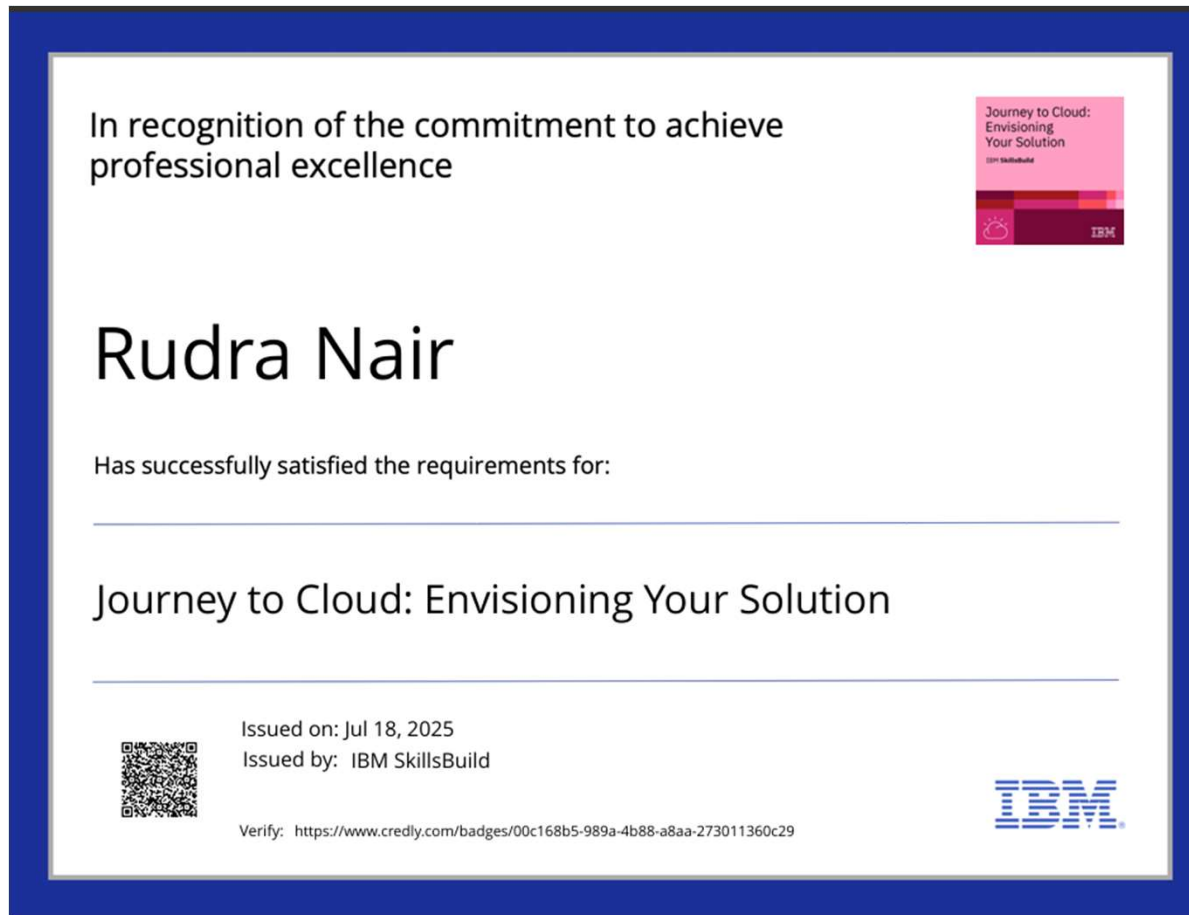 In recognition of the commitment to achieve
professional excellence
Journey to Cloud:
Envisioning
Your Solution
IBM SkillsBuild
IBM
Rudra Nair
Has successfully satisfied the requirements for:
Journey to Cloud: Envisioning Your Solution
Issued on: Jul 18, 2025
Issued by: IBM SkillsBuild
Verify: https://www.credly.com/badges/00c168b5-989a-4b88-a8aa-273011360c29
IBM